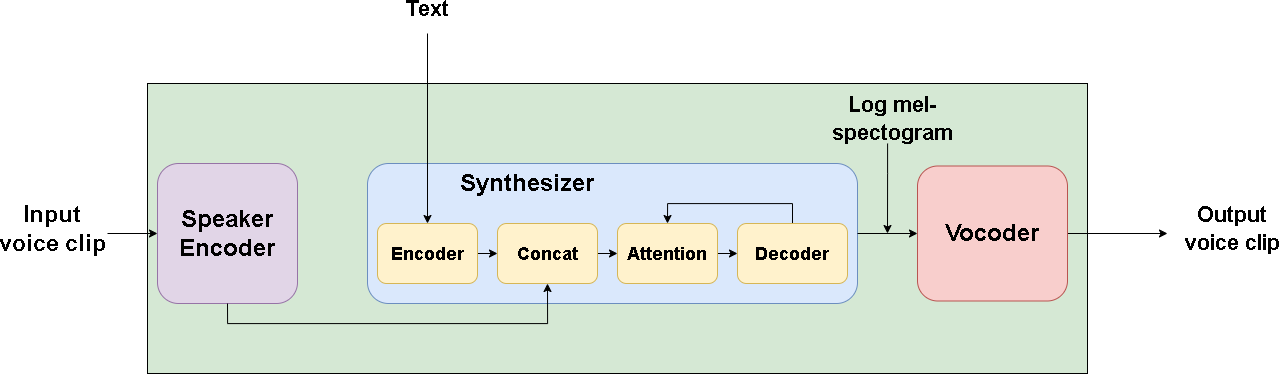 Text
Log mel-
spectogram
Synthesizer
Input
voice clip
Speaker
Encoder
Encoder
Concat
Attention
Decoder
Vocoder
Output
voice clip